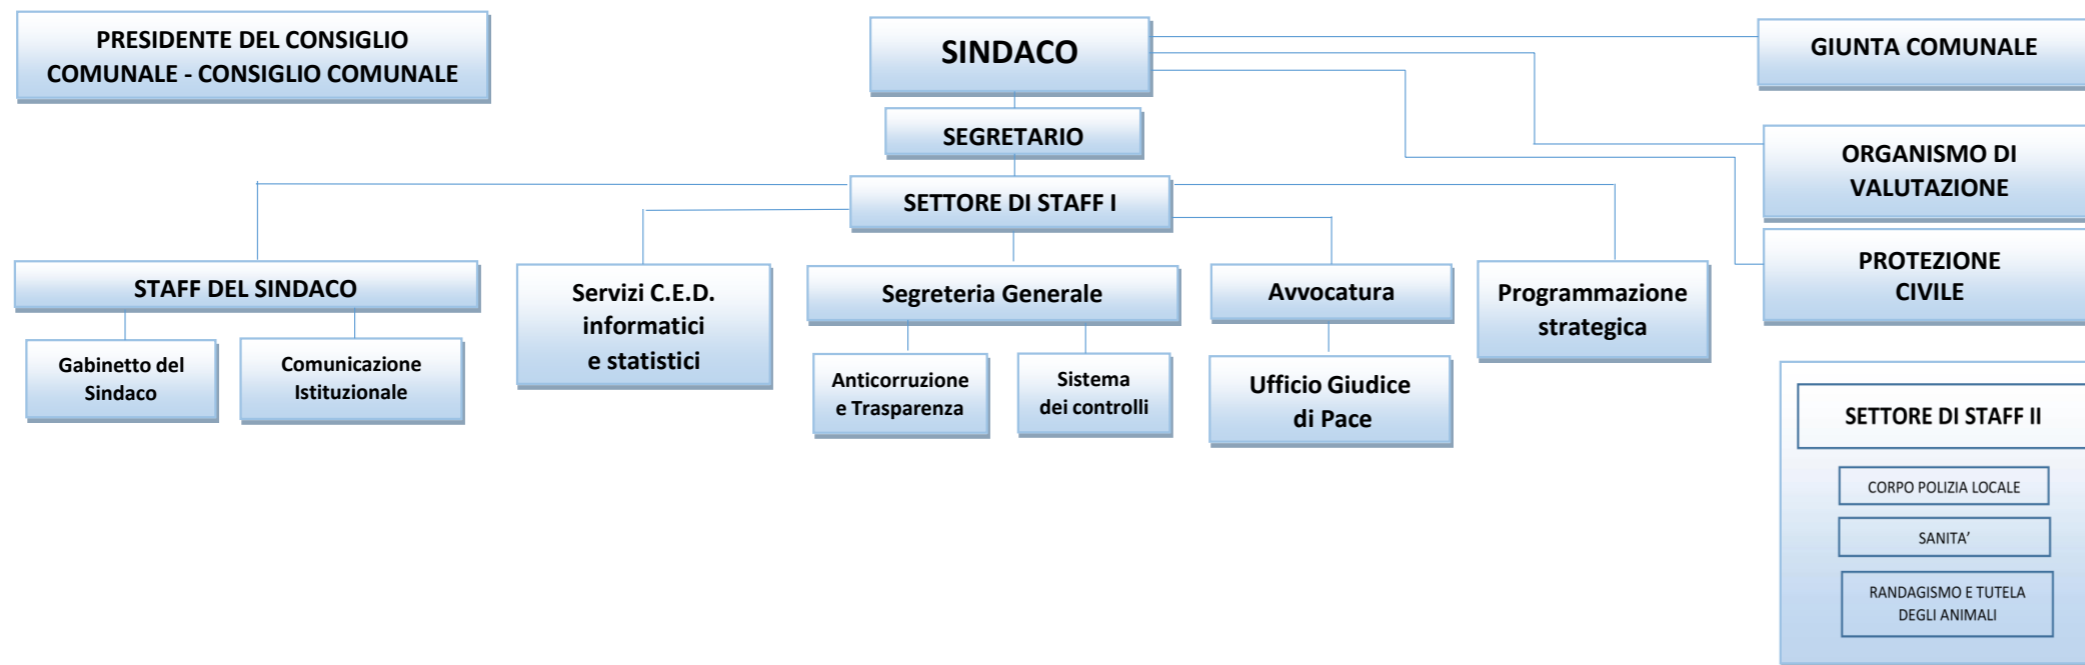 PRESIDENTE DEL CONSIGLIO
COMUNALE - CONSIGLIO COMUNALE
SINDACO
GIUNTA COMUNALE
SEGRETARIO
ORGANISMO DI
VALUTAZIONE
SETTORE DI STAFF I
PROTEZIONE
CIVILE
STAFF DEL SINDACO
Gabinetto del
Sindaco
Comunicazione
Istituzionale
Servizi C.E.D.
informatici
e statistici
Segreteria Generale
Anticorruzione
e Trasparenza
Sistema
dei controlli
Avvocatura
Ufficio Giudice
di Pace
Programmazione
strategica
SETTORE DI STAFF II
CORPO POLIZIA LOCALE
SANITA’
RANDAGISMO E TUTELA
DEGLI ANIMALI